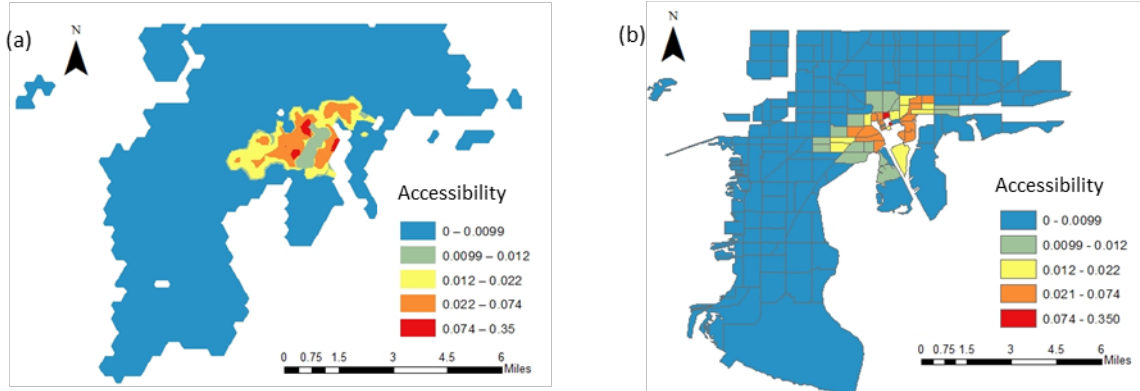 (a)
N
Accessibility
0 – 0.0099
0.0099 – 0.012
0.012 – 0.022
0.022 – 0.074
0.074 – 0.35
0 0.75 1.5 3 4.5 6
Miles
(b)
N
Accessibility
0 - 0.0099
0.0099 - 0.012
0.012 - 0.022
0.021 - 0.074
0.074 - 0.350
0 0.75 1.5 3 4.5 6
Miles